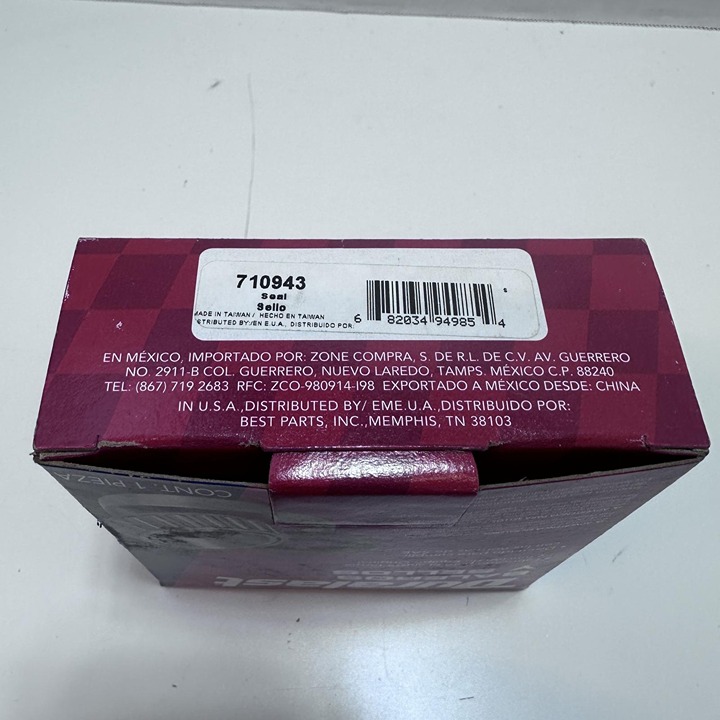 710943
Seal
Sello
MADE IN TAIWAN / HECHO EN TAIWAN
DISTRIBUTED BY/EN E.U.A., DISTRIBUIDO POR:
6 82034 94985 4
EN MÉXICO, IMPORTADO POR: ZONE COMPRA, S. DE R.L. DE C.V. AV. GUERRERO
NO. 2911-B COL. GUERRERO, NUEVO LAREDO, TAMPS. MÉXICO C.P. 88240
TEL: (867) 719 2683 RFC: ZCO-980914-I98 EXPORTADO A MÉXICO DESDE: CHINA
IN U.S.A.,DISTRIBUTED BY/ EME.U.A.,DISTRIBUIDO POR:
BEST PARTS, INC.,MEMPHIS, TN 38103
CONT. 1 PIEZA
Duralast